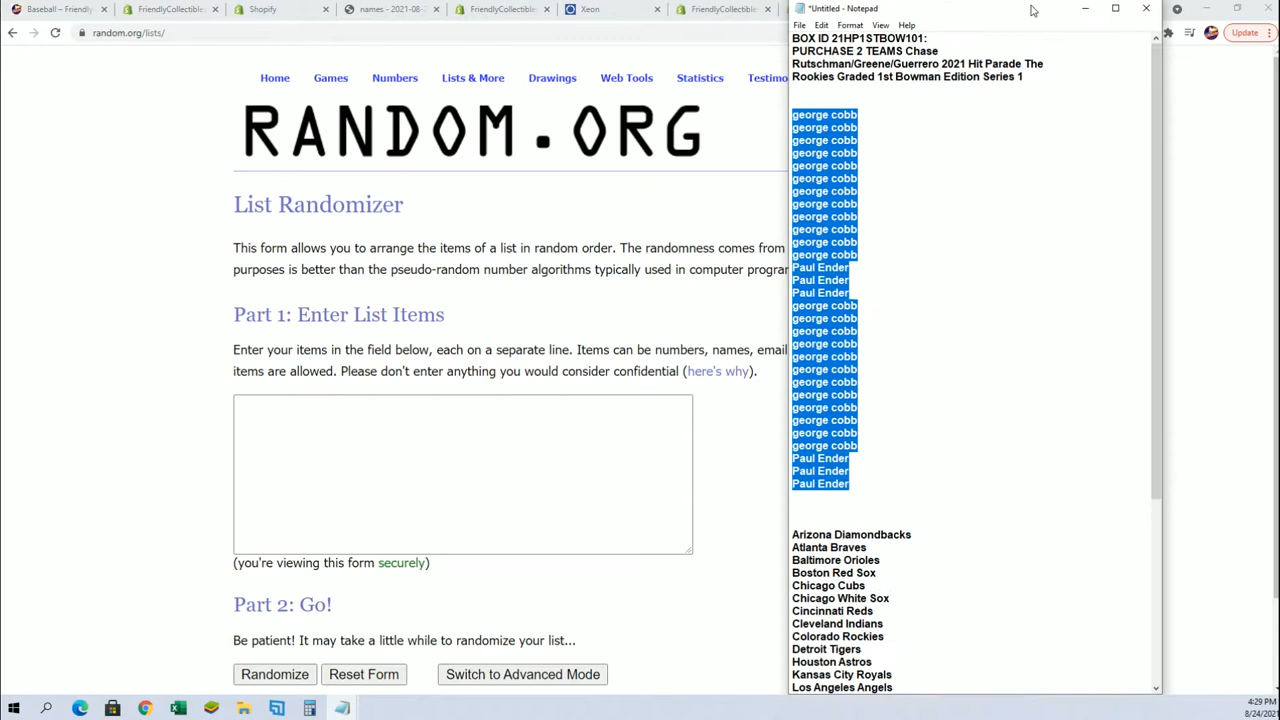 Baseball – Friendly
FriendlyCollectible
Shopify
names - 2021-08-
FriendlyCollectible
Xeon
FriendlyCollectible
*Untitled - Notepad
random.org/lists/
Update
File Edit Format View Help
Home Games Numbers Lists & More Drawings Web Tools Statistics Testimo
RANDOM.ORG
List Randomizer
This form allows you to arrange the items of a list in random order. The randomness comes from
purposes is better than the pseudo-random number algorithms typically used in computer progran
Part 1: Enter List Items
Enter your items in the field below, each on a separate line. Items can be numbers, names, email
items are allowed. Please don't enter anything you would consider confidential (here's why).
(you're viewing this form securely)
Part 2: Go!
Be patient! It may take a little while to randomize your list...
Randomize Reset Form Switch to Advanced Mode
BOX ID 21HP1STBOW101:
PURCHASE 2 TEAMS Chase
Rutschman/Greene/Guerrero 2021 Hit Parade The
Rookies Graded 1st Bowman Edition Series 1
george cobb
george cobb
george cobb
george cobb
george cobb
george cobb
george cobb
george cobb
george cobb
george cobb
george cobb
george cobb
Paul Ender
Paul Ender
Paul Ender
george cobb
george cobb
george cobb
george cobb
george cobb
george cobb
george cobb
george cobb
george cobb
george cobb
george cobb
george cobb
Paul Ender
Paul Ender
Paul Ender
Arizona Diamondbacks
Atlanta Braves
Baltimore Orioles
Boston Red Sox
Chicago Cubs
Chicago White Sox
Cincinnati Reds
Cleveland Indians
Colorado Rockies
Detroit Tigers
Houston Astros
Kansas City Royals
Los Angeles Angels
4:29 PM
8/24/202